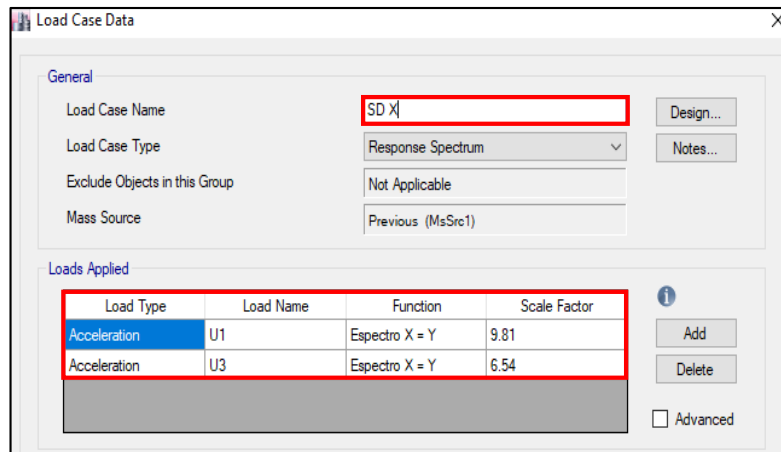 Load Case Data
General
Load Case Name SD X
Design...
Load Case Type Response Spectrum
Notes...
Exclude Objects in this Group Not Applicable
Mass Source Previous (MsSrc1)
Loads Applied
Load Type Load Name Function Scale Factor
Acceleration U1 Espectro X = Y 9.81
Add
Acceleration U3 Espectro X = Y 6.54
Delete
Advanced